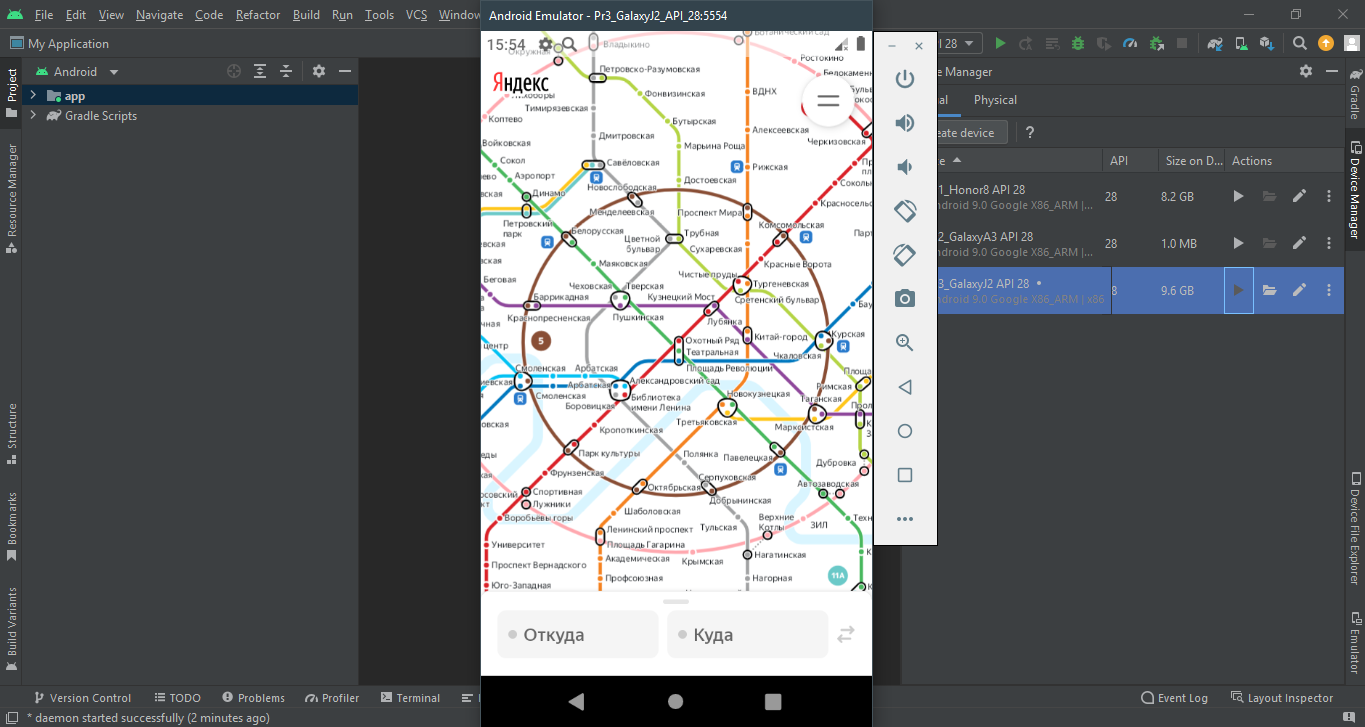 File Edit View Navigate Code Refactor Build Run Tools VCS Window
Android Emulator - Pr3_GalaxyJ2_API_28:5554
My Application
28
Android
app
Gradle Scripts
Project
Resource Manager
Structure
Bookmarks
Build Variants
15:54
Яндекс
Окружная
Владыкино
Ботанический сад
Ростокино
Белокаменн
Петровско-Разумовская
Фонвизинская
ВДНХ
Лихоборы
Тимирязевская
Бутырская
Алексеевская
Коптево
Дмитровская
Марьина Роща
Черкизовская
Войковская
Сокол
Савёловская
Рижская
Аэропорт
Новослободская
Достоевская
Соколь
Динамо
Менделеевская
Проспект Мира
Красносельс
Петровский
парк
Белорусская
Цветной
бульвар
Трубная
Комсомольская
Сухаревская
Маяковская
Красные Ворота
Беговая
Чеховская
Тверская
Чистые пруды
Тургеневская
Баррикадная
Кузнецкий Мост
Сретенский бульвар
Краснопресненская
Пушкинская
Лубянка
Китай-город
Курская
5
Охотный Ряд
Театральная
Чкаловская
центр
Смоленская
Арбатская
Площадь Революции
Римская
Арбатская
Александровский сад
Смоленская
Боровицкая
Библиотека
имени Ленина
Новокузнецкая
Таганская
Кропоткинская
Третьяковская
Марксистская
Парк культуры
Полянка
Павелецкая
Дубровка
Фрунзенская
Серпуховская
Автозаводская
Спортивная
Октябрьская
Добрынинская
Лужники
Воробьевы горы
Шаболовская
Верхние
Котлы
ЗИЛ
Ленинский проспект
Тульская
Университет
Площадь Гагарина
Нагатинская
Проспект Вернадского
Академическая
Крымская
Юго-Западная
Профсоюзная
Нагорная
11А
Откуда
Куда
Manager
Physical
device
?
API
Size on D...
Actions
1_Honor8 API 28
ndroid 9.0 Google X86_ARM |...
28
8.2 GB
2_GalaxyA3 API 28
ndroid 9.0 Google X86_ARM |...
28
1.0 MB
3_GalaxyJ2 API 28
ndroid 9.0 Google X86_ARM | x86
8
9.6 GB
Gradle
Device Manager
Device File Explorer
Emulator
Version Control
TODO
Problems
Profiler
Terminal
Event Log
Layout Inspector
* daemon started successfully (2 minutes ago)